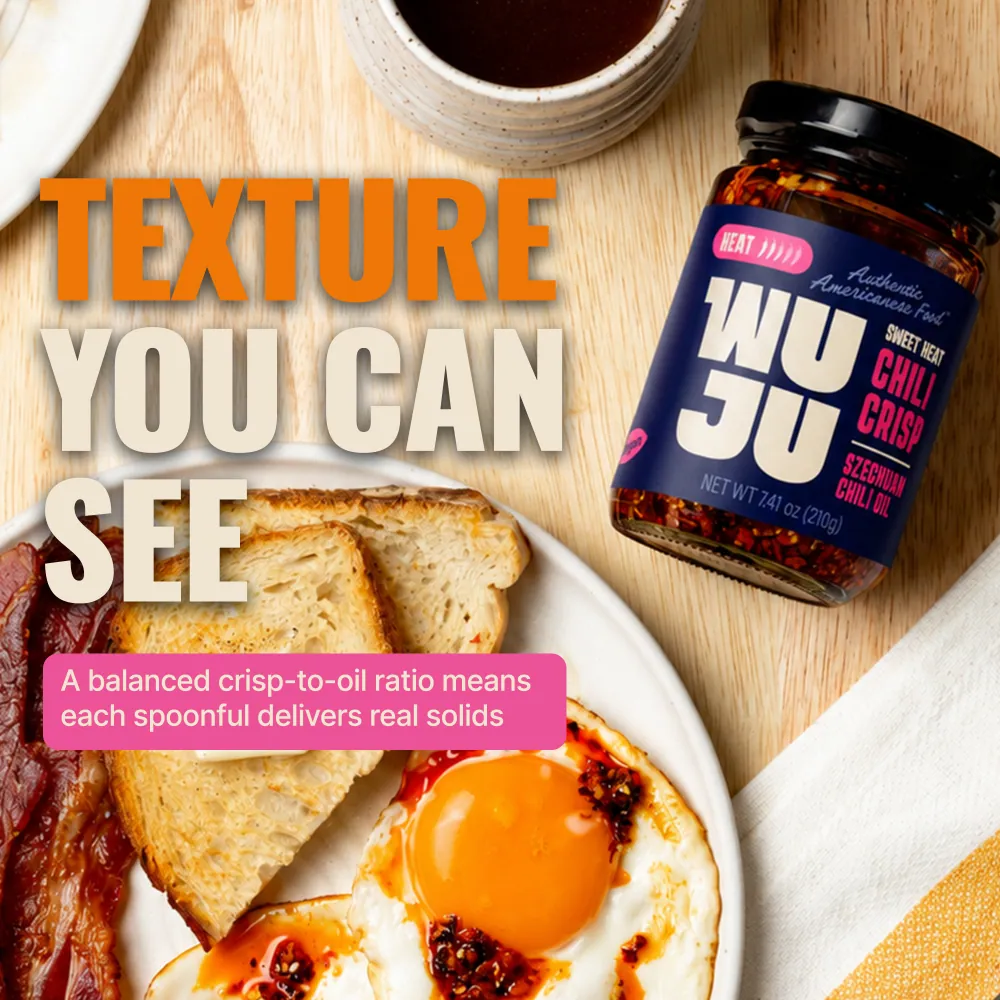 TEXTURE
YOU CAN
SEE
A balanced crisp-to-oil ratio means
each spoonful delivers real solids
HEAT
Authentic
Americanese Food™
WU
JU
SWEET HEAT
CHILI
CRISP
SZECHUAN
CHILI OIL
NET WT 7.41 oz (210g)